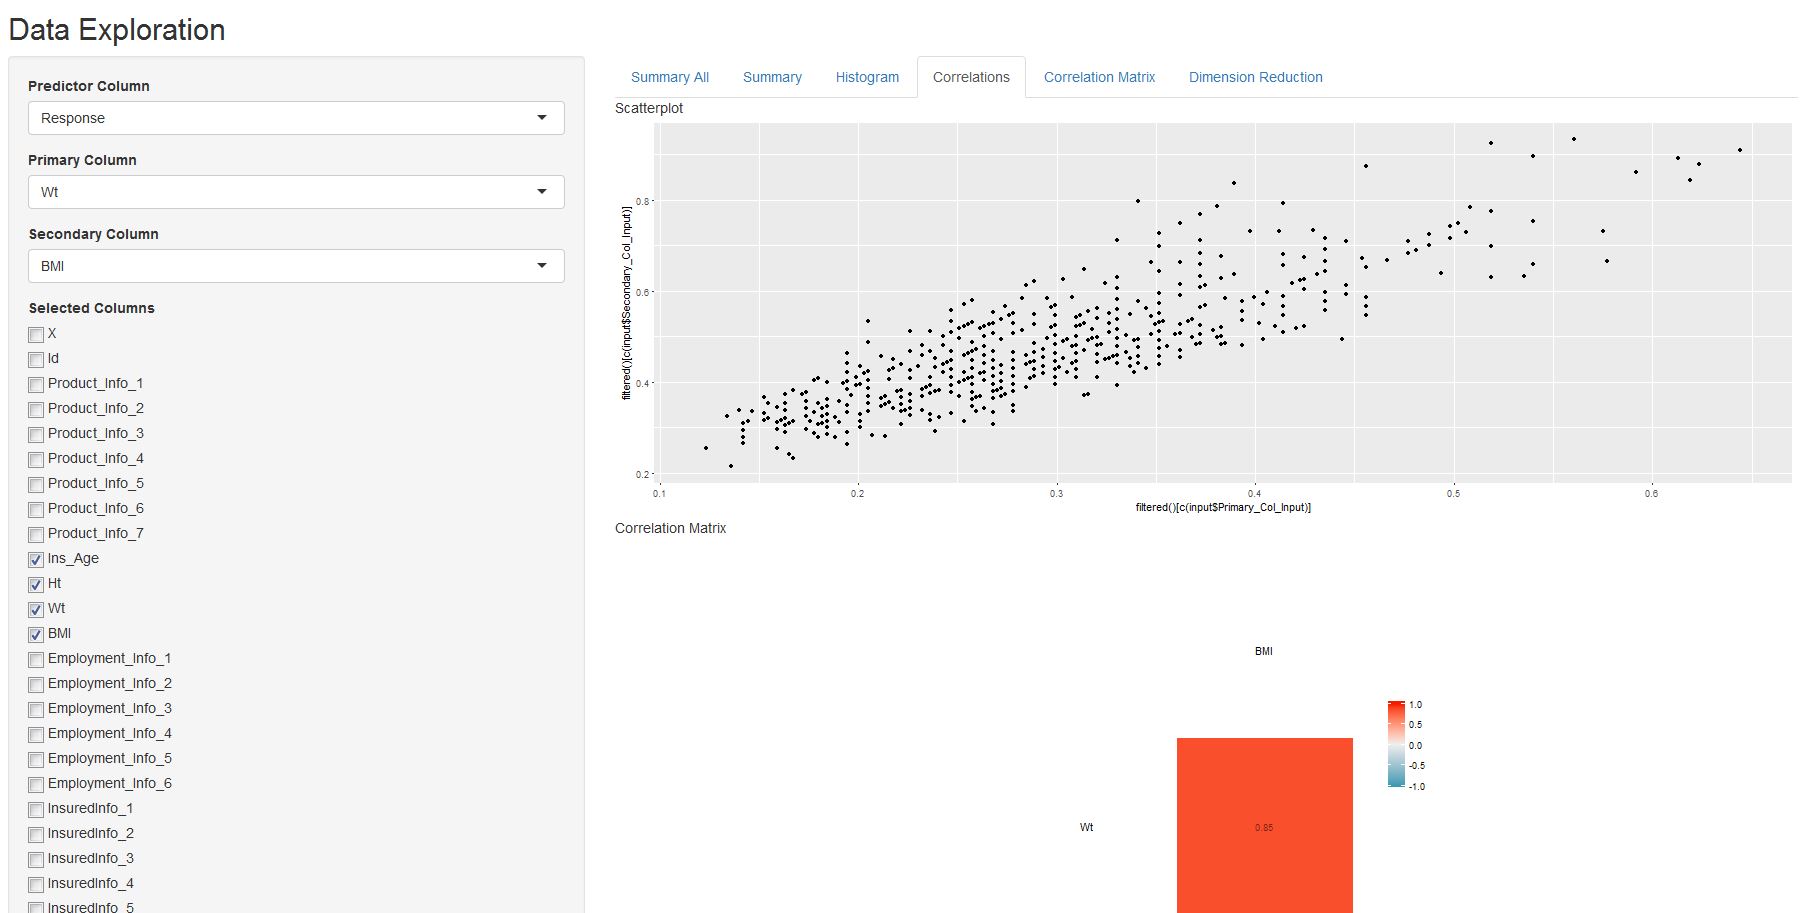 Data Exploration
Predictor Column
Response
Primary Column
Wt
Secondary Column
BMI
Selected Columns
X
Id
Product_Info_1
Product_Info_2
Product_Info_3
Product_Info_4
Product_Info_5
Product_Info_6
Product_Info_7
Ins_Age
Ht
Wt
BMI
Employment_Info_1
Employment_Info_2
Employment_Info_3
Employment_Info_4
Employment_Info_5
Employment_Info_6
InsuredInfo_1
InsuredInfo_2
InsuredInfo_3
InsuredInfo_4
InsuredInfo_5
Summary All Summary Histogram Correlations Correlation Matrix Dimension Reduction
Scatterplot
filtered()[c(input$Secondary_Col_Input)]
0.8
0.6
0.4
0.2
0.1 0.2 0.3 0.4 0.5 0.6
filtered()[c(input$Primary_Col_Input)]
Correlation Matrix
BMI
1.0
0.5
0.0
-0.5
-1.0
Wt
0.85